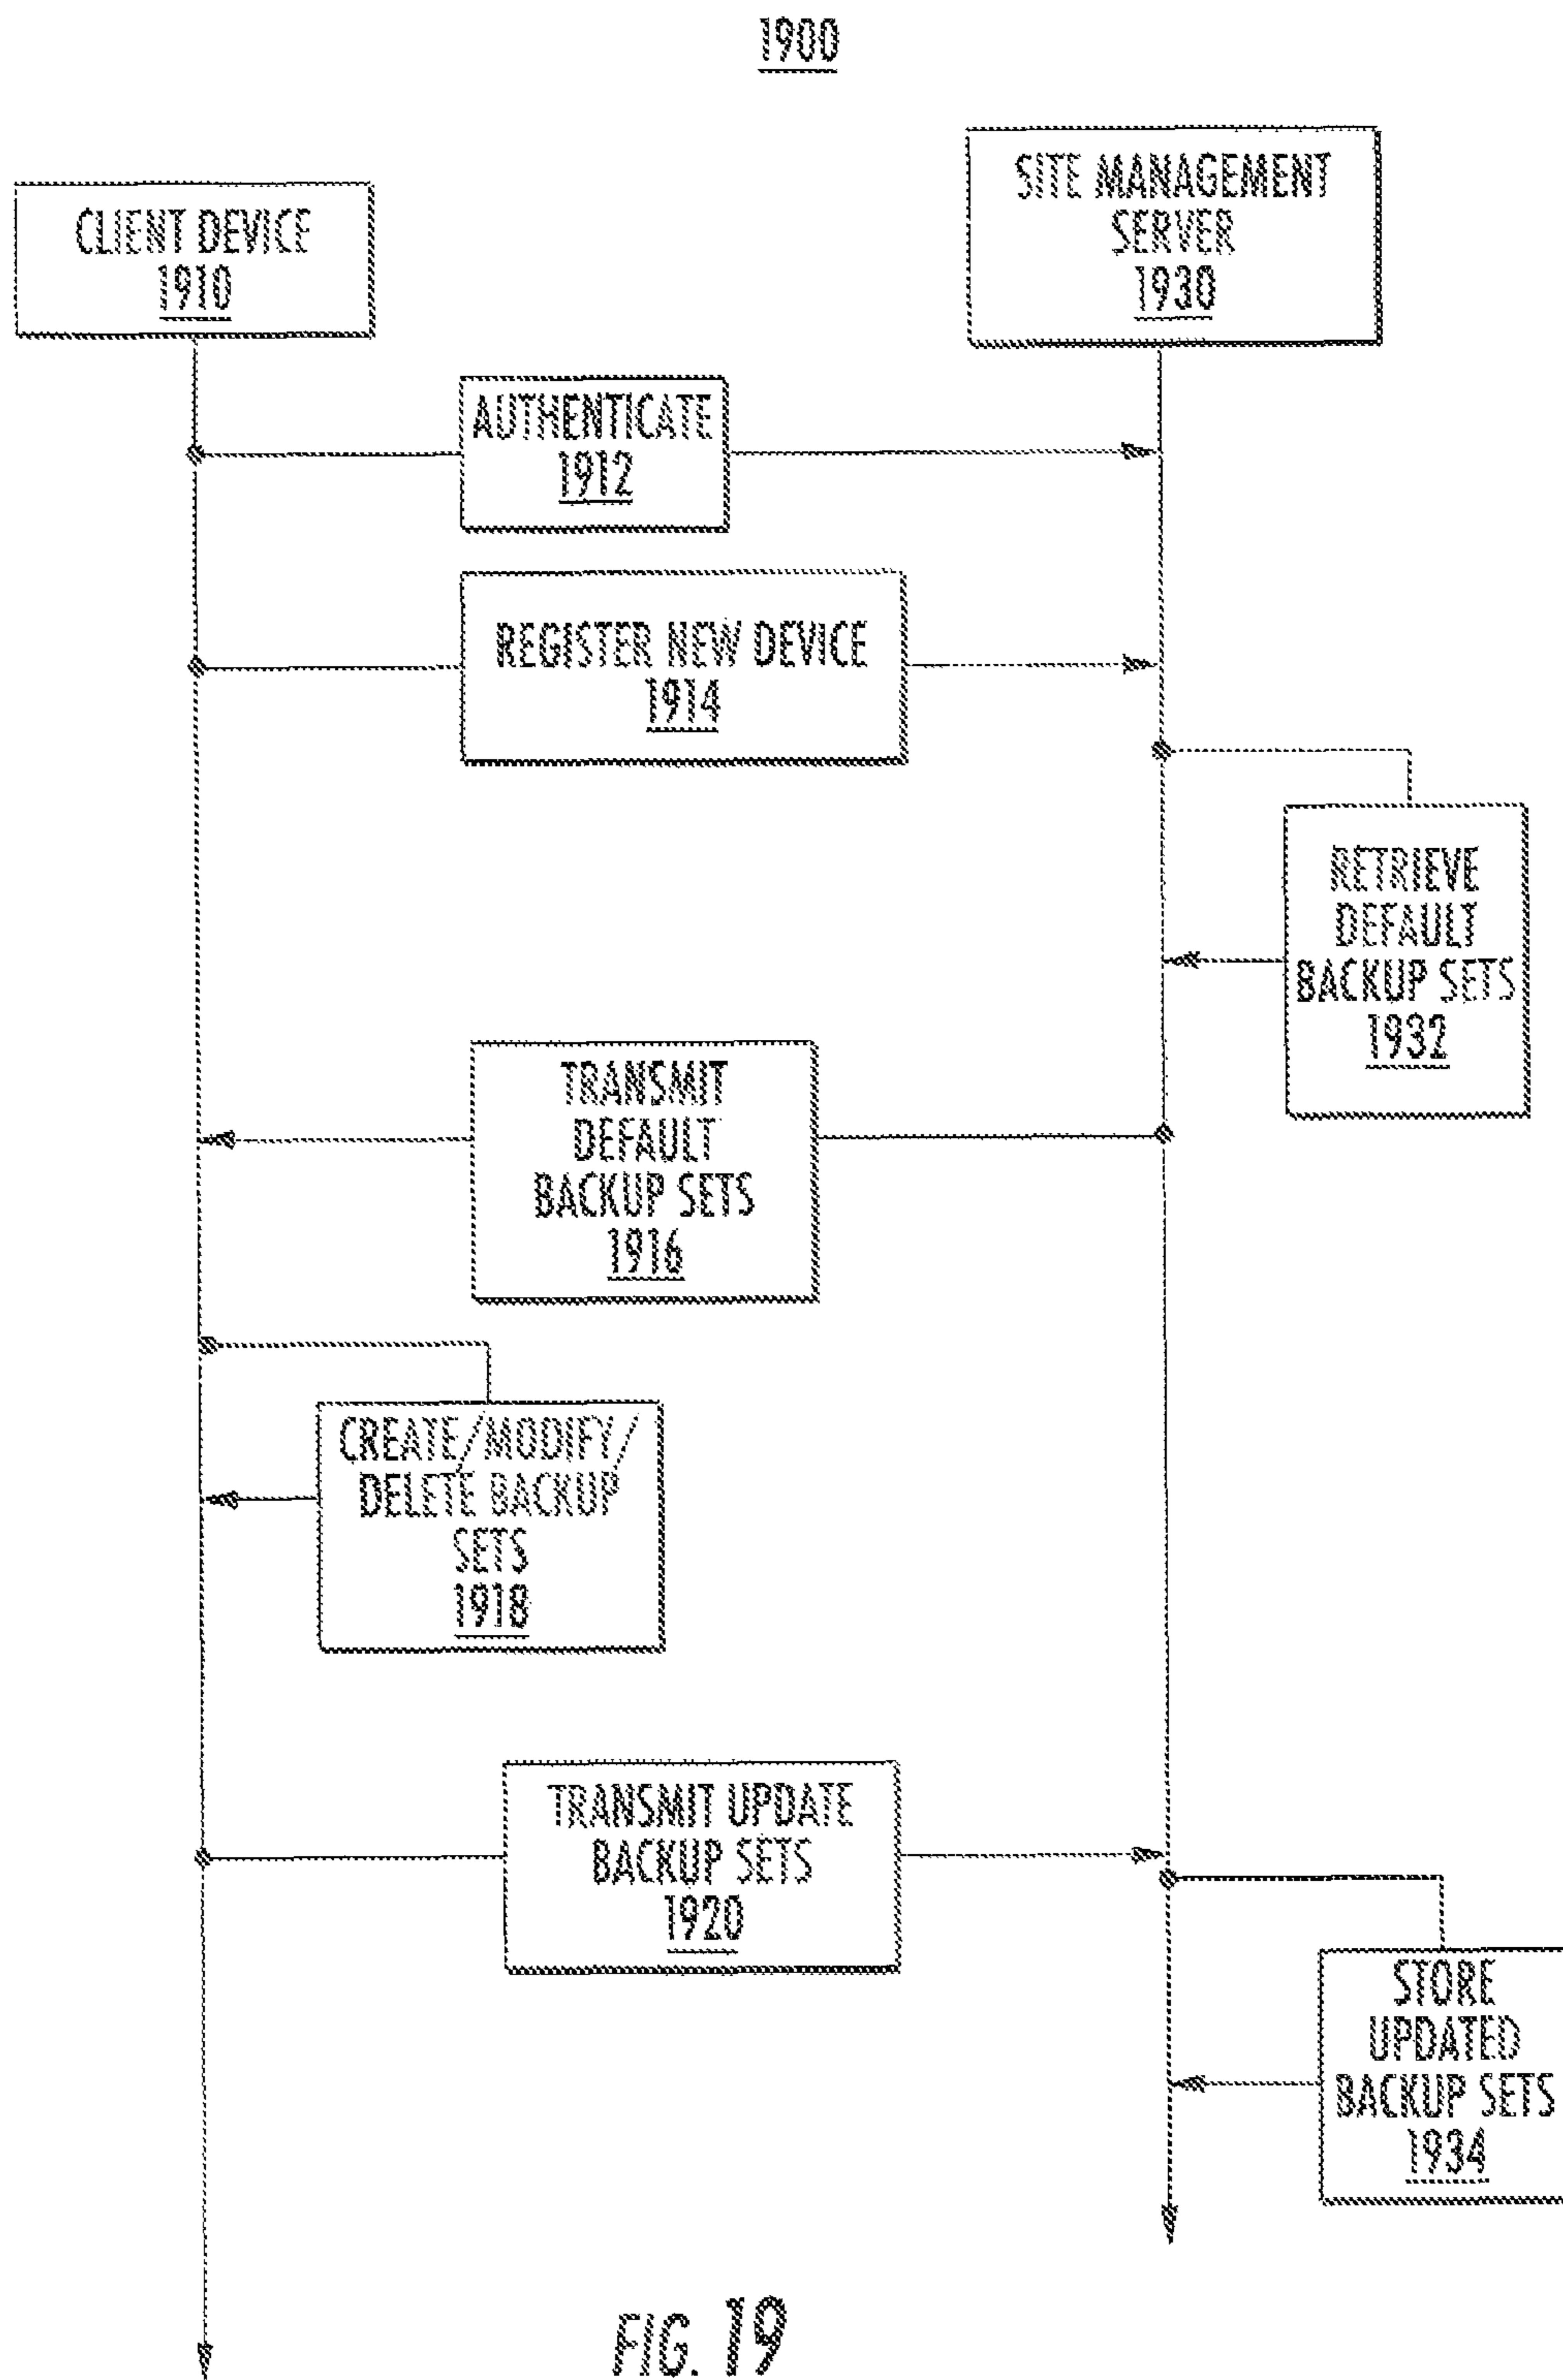 1900
CLIENT DEVICE
1910
SITE MANAGEMENT
SERVER
1930
AUTHENTICATE
1912
REGISTER NEW DEVICE
1914
RETRIEVE
DEFAULT
BACKUP SETS
1932
TRANSMIT
DEFAULT
BACKUP SETS
1916
CREATE/MODIFY/
DELETE BACKUP
SETS
1918
TRANSMIT UPDATE
BACKUP SETS
1920
STORE
UPDATED
BACKUP SETS
1934
FIG. 19